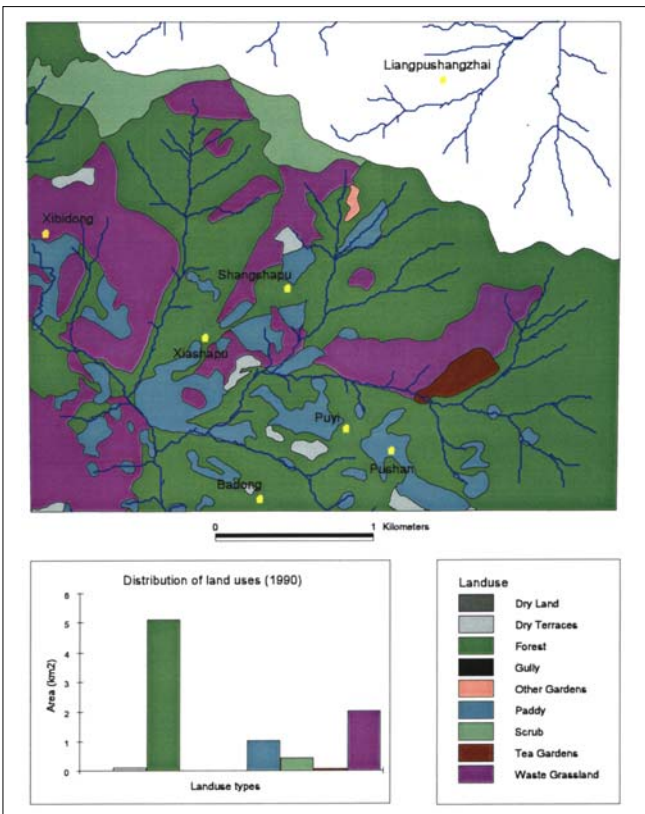 Liangpushangzhai
Xibidong
Shangshapu
Xiashapu
Puyi
Pushan
Badong
0 1 Kilometers
Distribution of land uses (1990)
6
5
4
3
2
1
0
Area (km2)
Landuse types
Landuse
Dry Land
Dry Terraces
Forest
Gully
Other Gardens
Paddy
Scrub
Tea Gardens
Waste Grassland